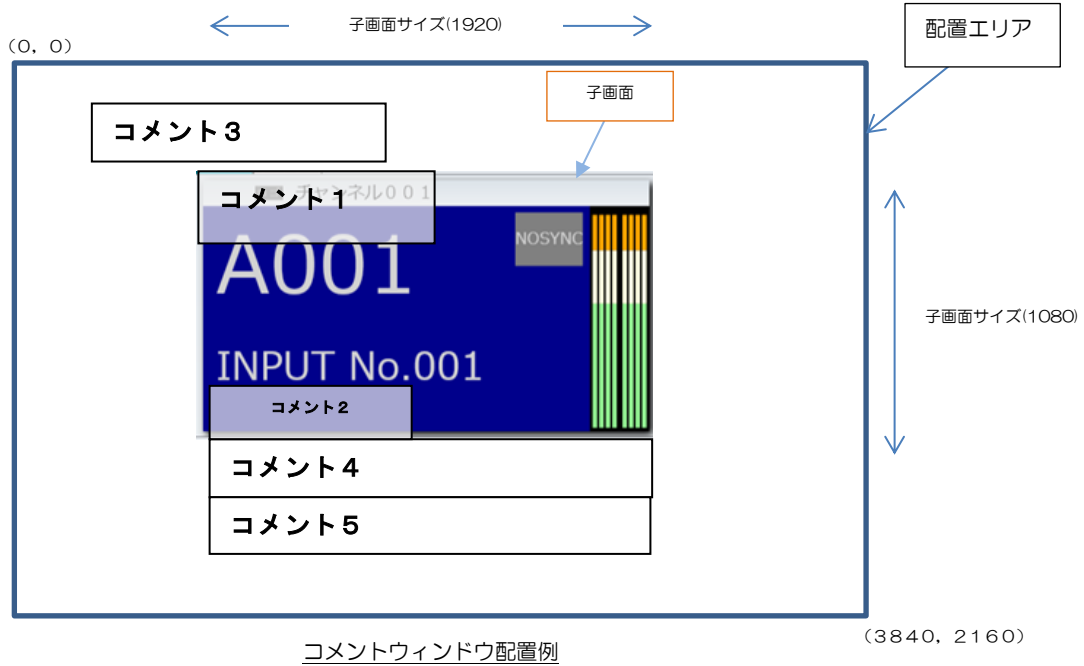 子画面サイズ(1920)
配置エリア
(0, 0)
子画面
コメント3
チャンネル001
コメント1
A001
NOSYNC
子画面サイズ(1080)
INPUT No.001
コメント2
コメント4
コメント5
(3840, 2160)
コメントウィンドウ配置例